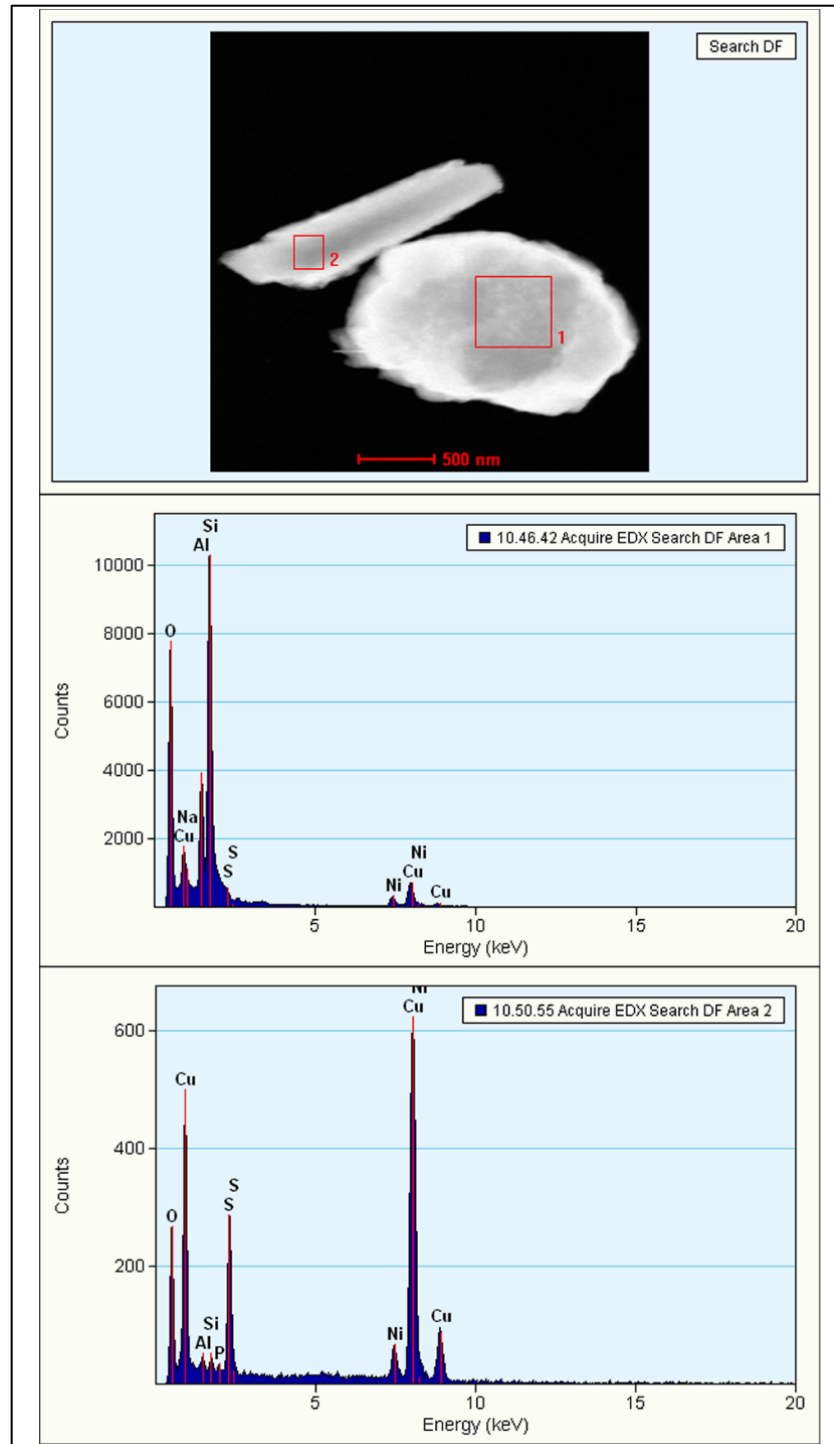 Search DF
2
1
500 nm
Si
10.46.42 Acquire EDX Search DF Area 1
Al
10000
O
8000
6000
Counts
4000
Na
Cu
2000
S
S
Ni
Cu
Ni
Cu
5
10
15
20
Energy (keV)
Ni
10.50.55 Acquire EDX Search DF Area 2
Cu
600
Cu
400
Counts
S
S
O
200
Si
Al
P
Ni
Cu
5
10
15
20
Energy (keV)